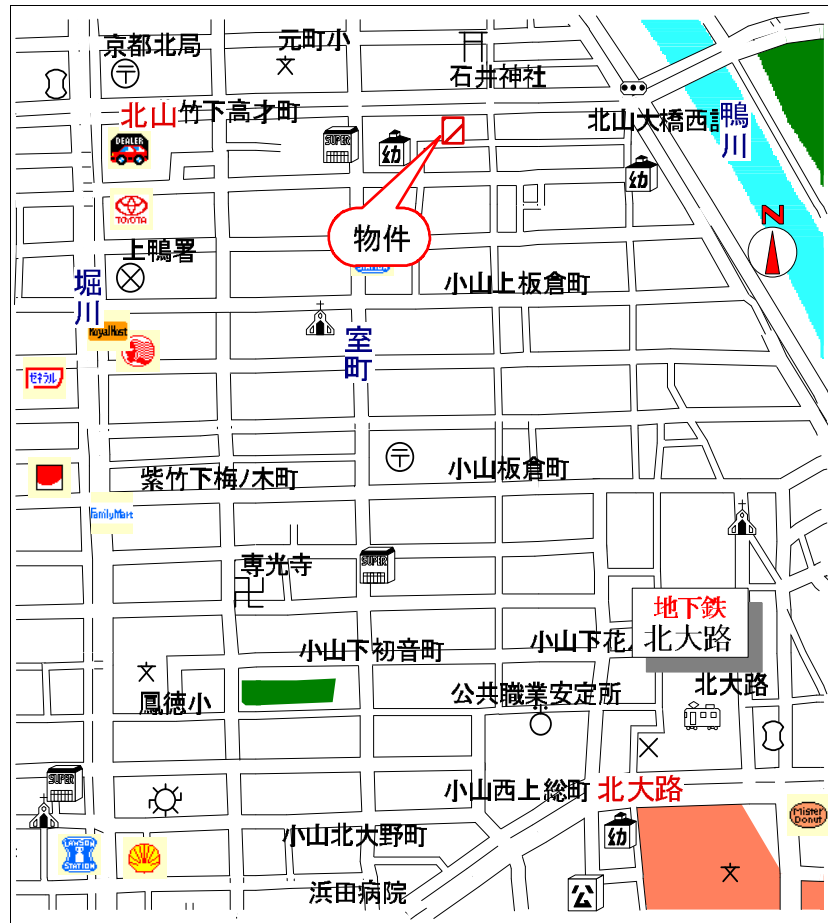 京都北局
元町小
石井神社
北山
竹下高才町
北山大橋西詰
鴨川
DEALER
SUPER
幼
幼
TOYOTA
N
物件
上鴨署
STATION
小山上板倉町
堀川
RoyalHost
室町
ゼネラル
紫竹下梅ノ木町
小山板倉町
FamilyMart
専光寺
SUPER
地下鉄
北大路
小山下初音町
小山下花
北大路
鳳徳小
公共職業安定所
SUPER
小山西上総町
北大路
Mister
Donut
小山北大野町
幼
LAWSON
STATION
浜田病院
公